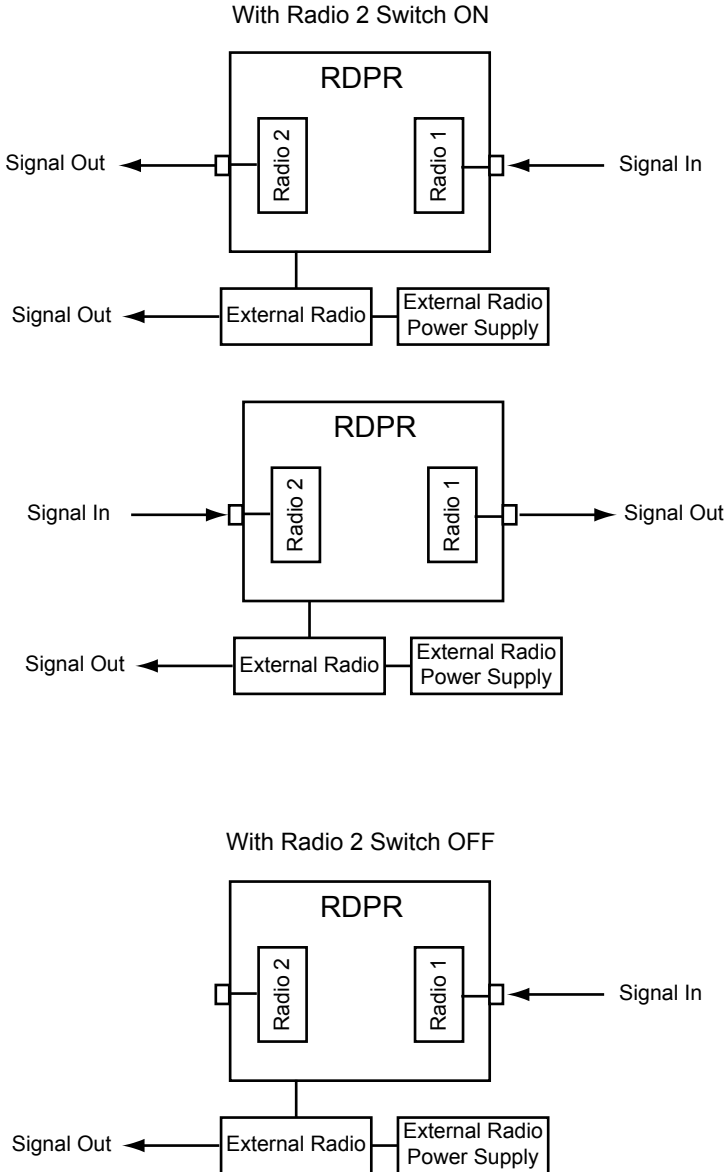 With Radio 2 Switch ON
RDPR
Radio 2
Radio 1
Signal Out
Signal In
Signal Out
External Radio
External Radio
Power Supply
RDPR
Radio 2
Radio 1
Signal In
Signal Out
Signal Out
External Radio
External Radio
Power Supply
With Radio 2 Switch OFF
RDPR
Radio 2
Radio 1
Signal In
Signal Out
External Radio
External Radio
Power Supply